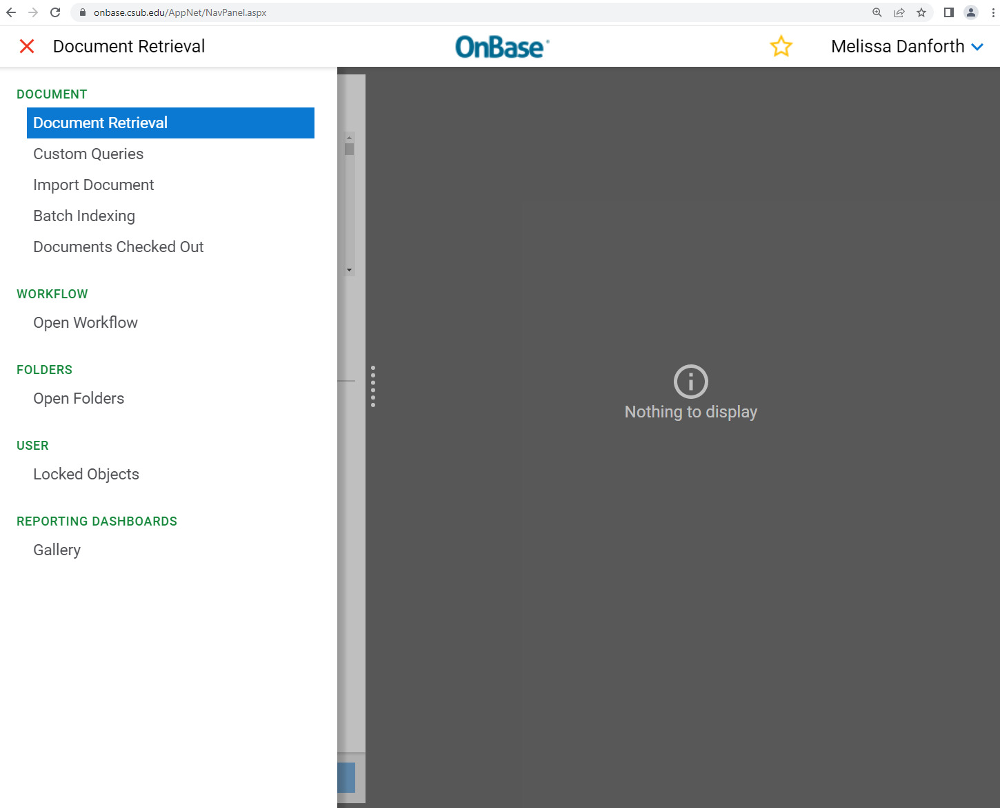 onbase.csub.edu/AppNet/NavPanel.aspx
Document Retrieval
OnBase
Melissa Danforth
DOCUMENT
Document Retrieval
Custom Queries
Import Document
Batch Indexing
Documents Checked Out
WORKFLOW
Open Workflow
FOLDERS
Open Folders
USER
Locked Objects
REPORTING DASHBOARDS
Gallery
Nothing to display